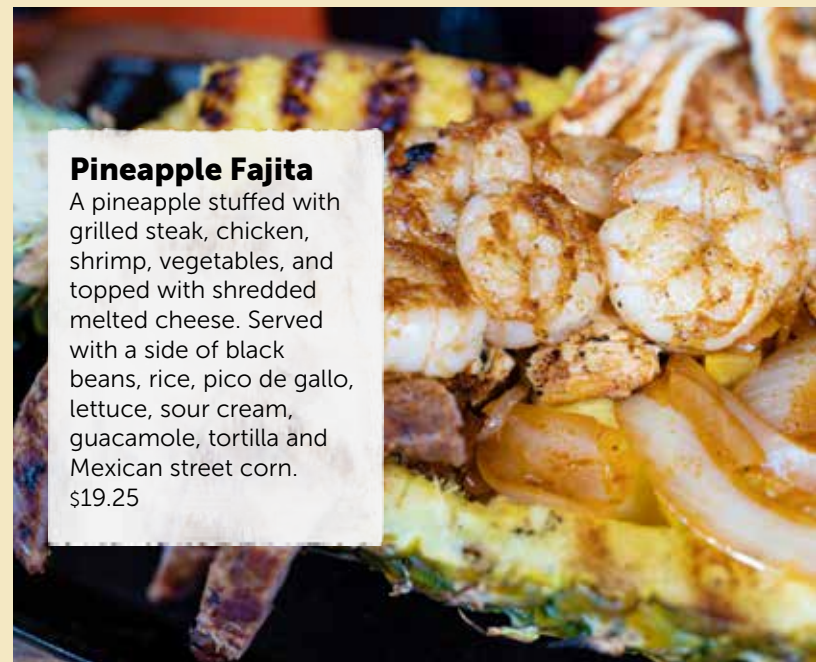 Pineapple Fajita
A pineapple stuffed with
grilled steak, chicken,
shrimp, vegetables, and
topped with shredded
melted cheese. Served
with a side of black
beans, rice, pico de gallo,
lettuce, sour cream,
guacamole, tortilla and
Mexican street corn.
$19.25